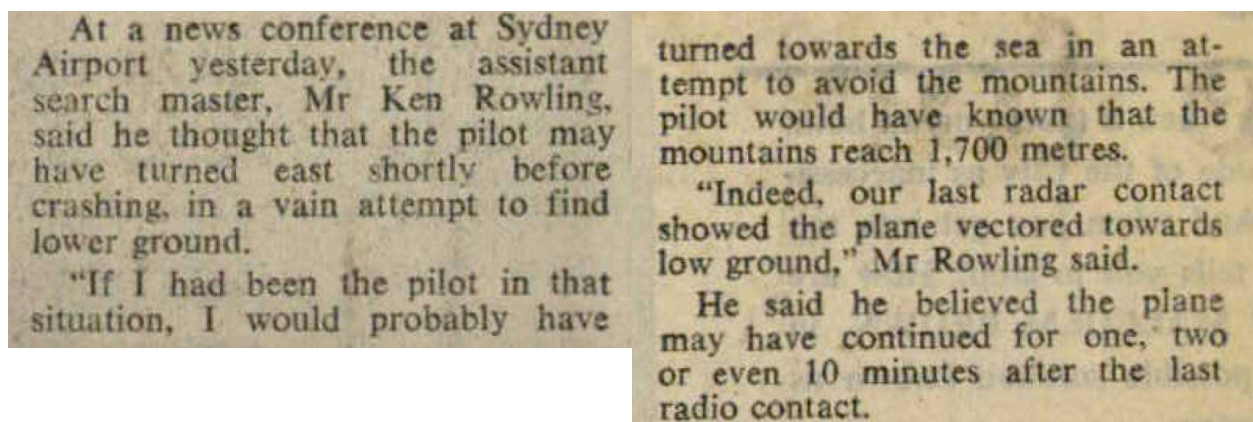 At a news conference at Sydney
Airport yesterday, the assistant
search master, Mr Ken Rowling,
said he thought that the pilot may
have turned east shortly before
crashing, in a vain attempt to find
lower ground.
"If I had been the pilot in that
situation, I would probably have
turned towards the sea in an at-
tempt to avoid the mountains. The
pilot would have known that the
mountains reach 1,700 metres.
"Indeed, our last radar contact
showed the plane vectored towards
low ground," Mr Rowling said.
He said he believed the plane
may have continued for one, two
or even 10 minutes after the last
radio contact.